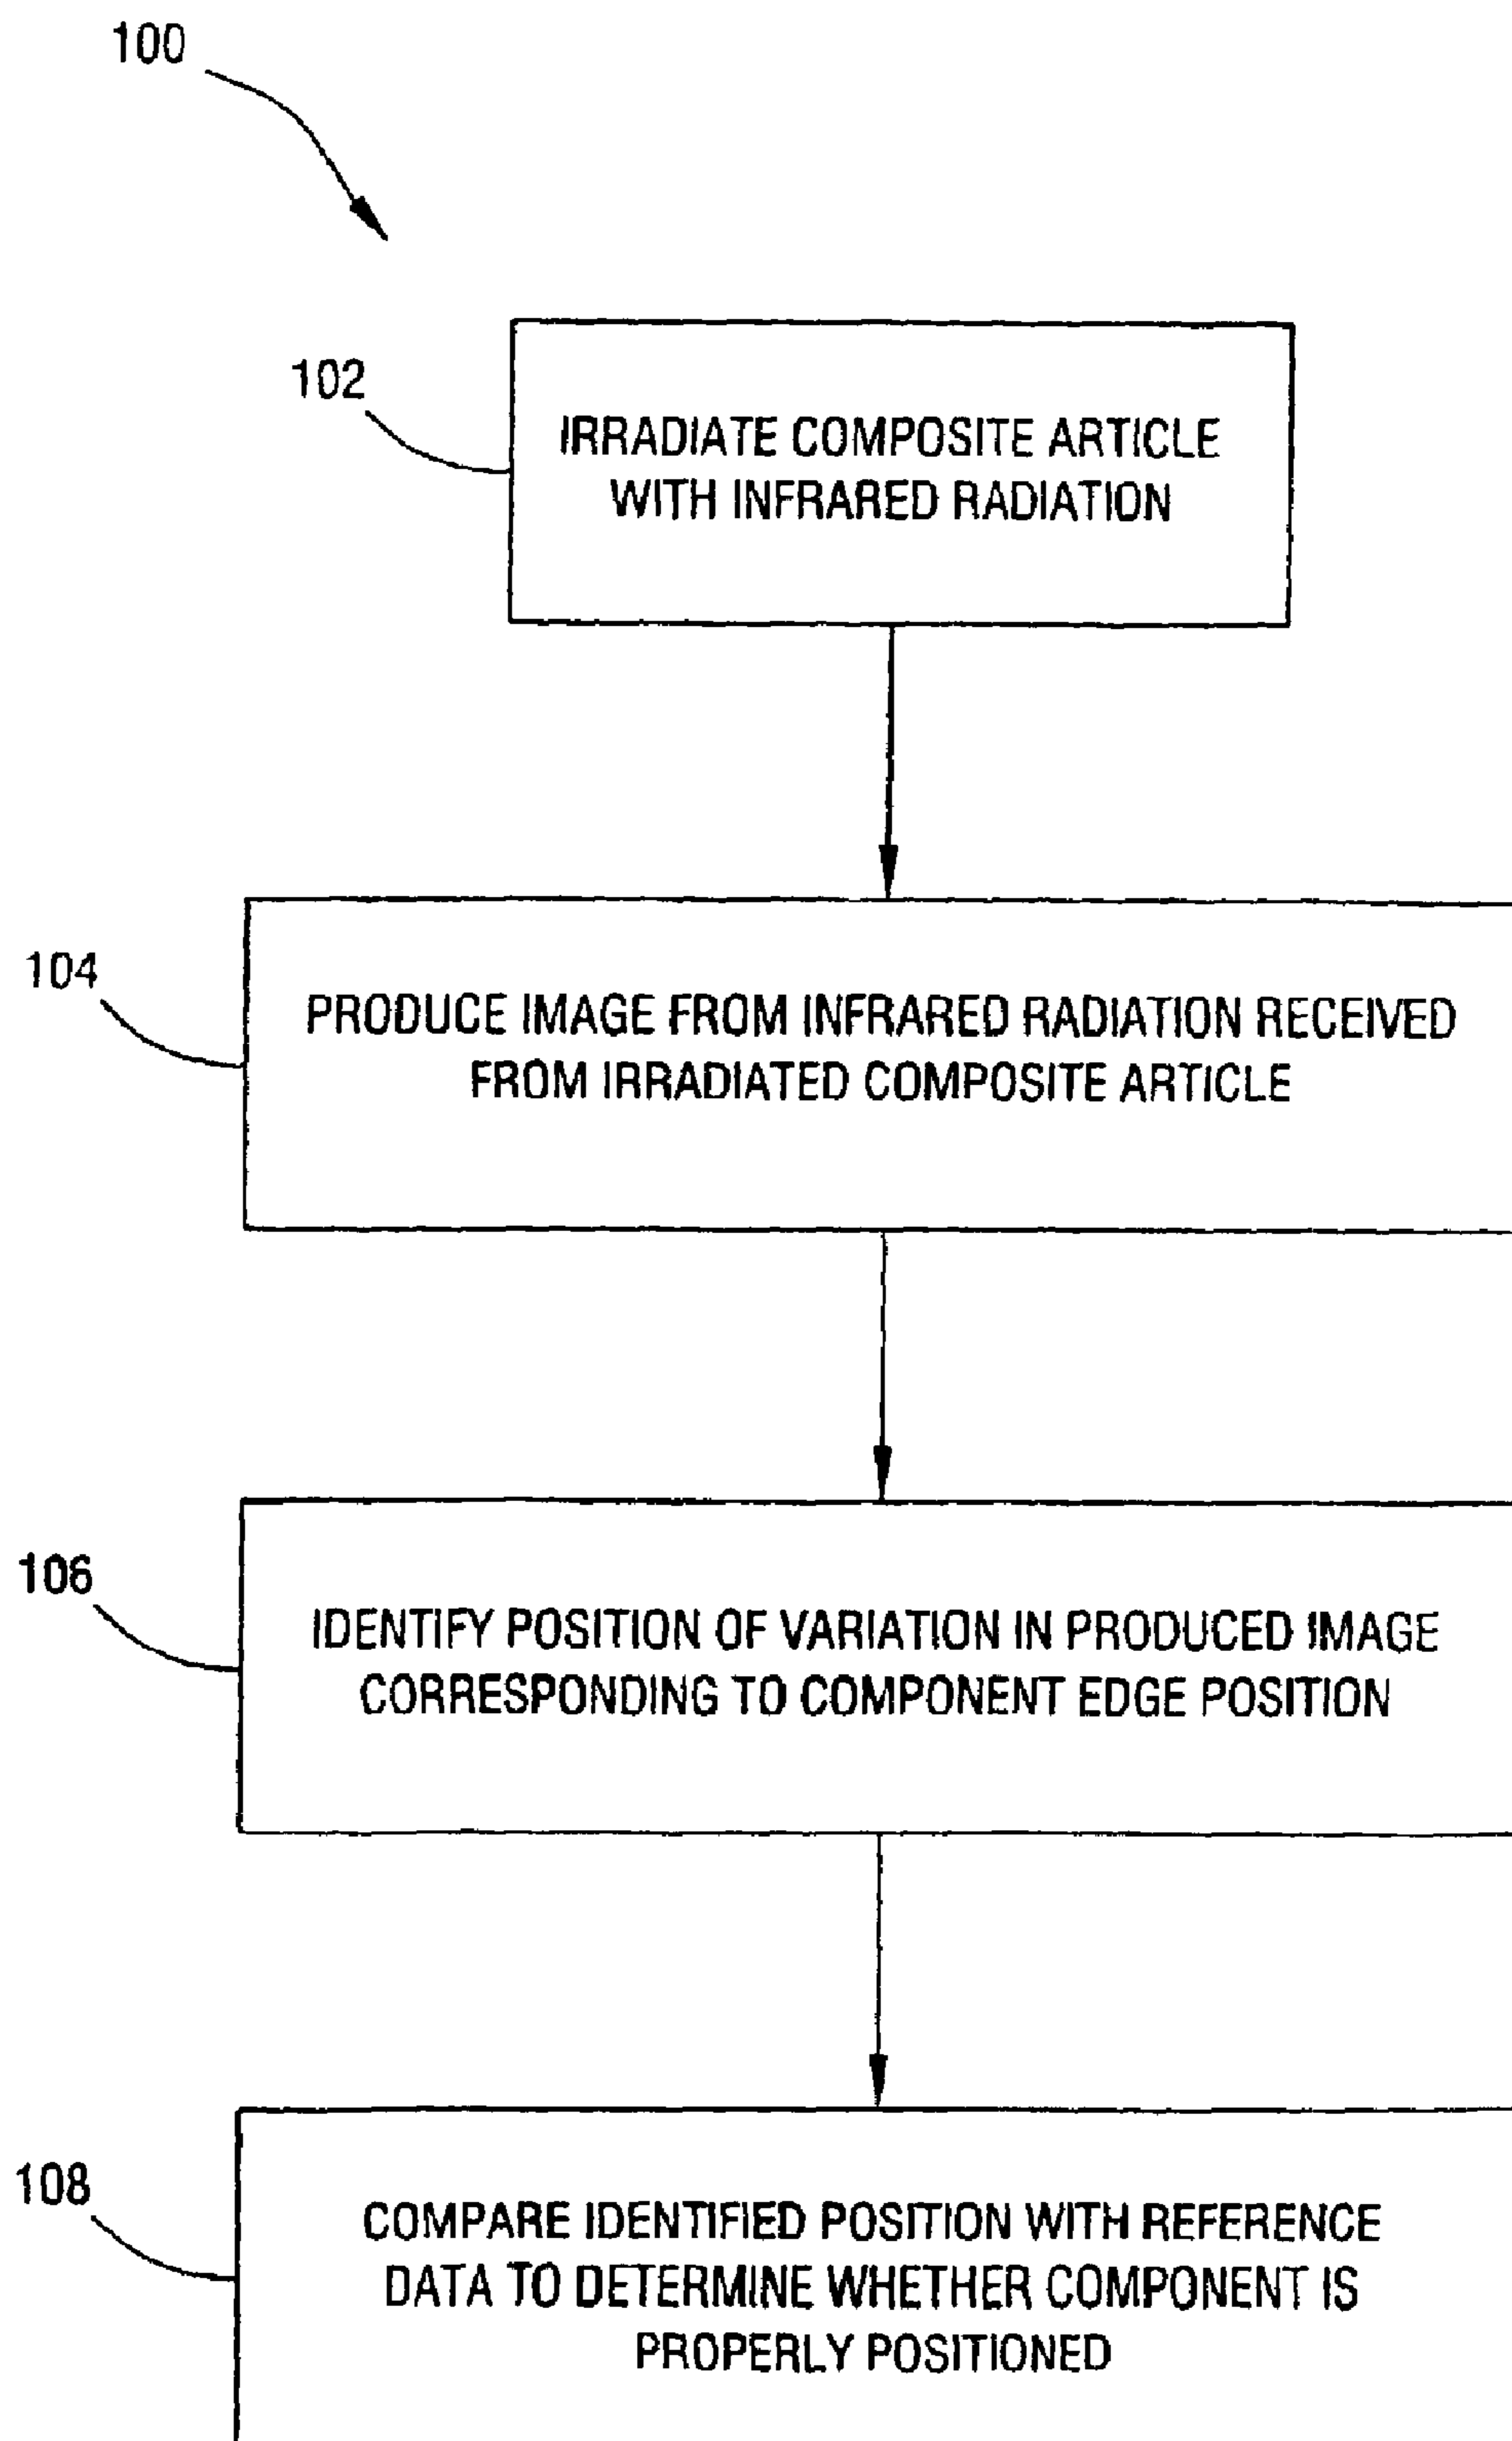 100
102
IRRADIATE COMPOSITE ARTICLE
WITH INFRARED RADIATION
104
PRODUCE IMAGE FROM INFRARED RADIATION RECEIVED
FROM IRRADIATED COMPOSITE ARTICLE
106
IDENTIFY POSITION OF VARIATION IN PRODUCED IMAGE
CORRESPONDING TO COMPONENT EDGE POSITION
108
COMPARE IDENTIFIED POSITION WITH REFERENCE
DATA TO DETERMINE WHETHER COMPONENT IS
PROPERLY POSITIONED